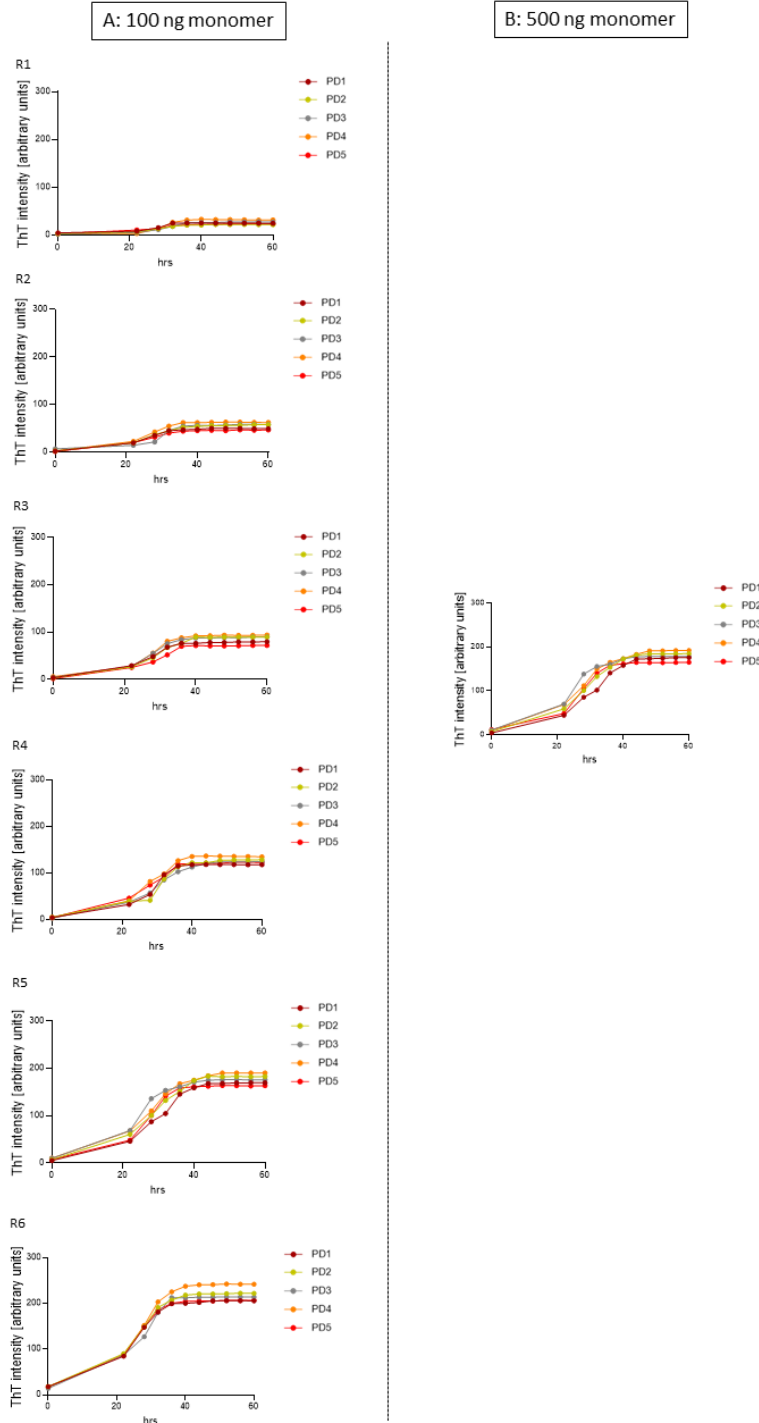 A: 100 ng monomer
B: 500 ng monomer
R1
ThT intensity [arbitrary units]
300
200
100
0
0 20 40 60
hrs
PD1
PD2
PD3
PD4
PD5
R2
ThT intensity [arbitrary units]
300
200
100
0
0 20 40 60
hrs
PD1
PD2
PD3
PD4
PD5
R3
ThT intensity [arbitrary units]
300
200
100
0
0 20 40 60
hrs
PD1
PD2
PD3
PD4
PD5
ThT intensity [arbitrary units]
300
200
100
0
0 20 40 60
hrs
PD1
PD2
PD3
PD4
PD5
R4
ThT intensity [arbitrary units]
300
200
100
0
0 20 40 60
hrs
PD1
PD2
PD3
PD4
PD5
R5
ThT intensity [arbitrary units]
300
200
100
0
0 20 40 60
hrs
PD1
PD2
PD3
PD4
PD5
R6
ThT intensity [arbitrary units]
300
200
100
0
0 20 40 60
hrs
PD1
PD2
PD3
PD4
PD5